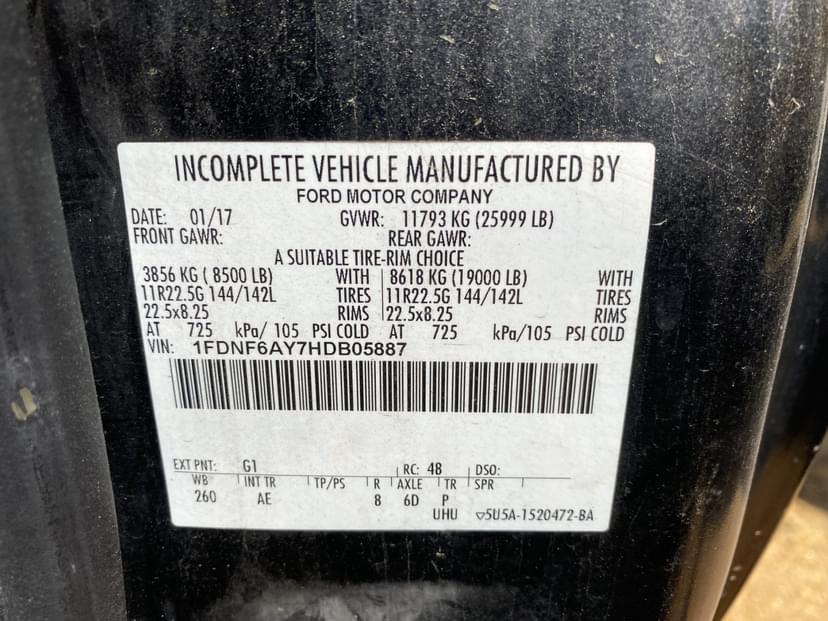 INCOMPLETE VEHICLE MANUFACTURED BY
FORD MOTOR COMPANY
DATE: 01/17 GVWR: 11793 KG (25999 LB)
FRONT GAWR: REAR GAWR:
A SUITABLE TIRE-RIM CHOICE
3856 KG ( 8500 LB) WITH 8618 KG (19000 LB) WITH
11R22.5G 144/142L TIRES 11R22.5G 144/142L TIRES
22.5x8.25 RIMS 22.5x8.25 RIMS
AT 725 kPa/ 105 PSI COLD AT 725 kPa/105 PSI COLD
VIN: 1FDNF6AY7HDB05887
EXT PNT: G1 RC: 48 DSO:
WB INT TR TP/PS R AXLE TR SPR
260 AE 8 6D P
UHU ▽5U5A-1520472-BA